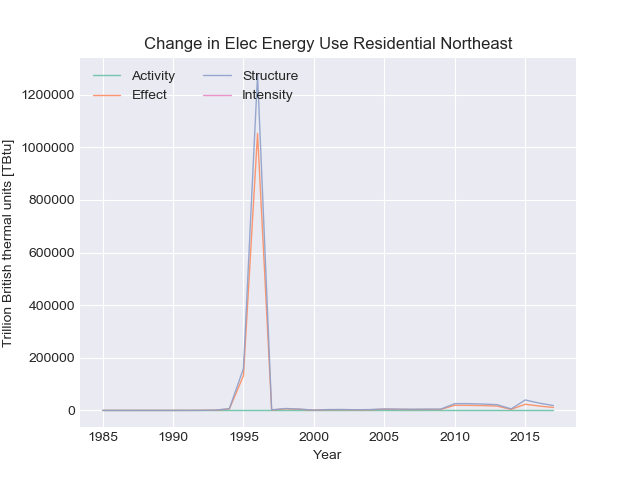 Change in Elec Energy Use Residential Northeast
Activity
Effect
Structure
Intensity
Trillion British thermal units [TBtu]
1200000
1000000
800000
600000
400000
200000
0
1985 1990 1995 2000 2005 2010 2015
Year